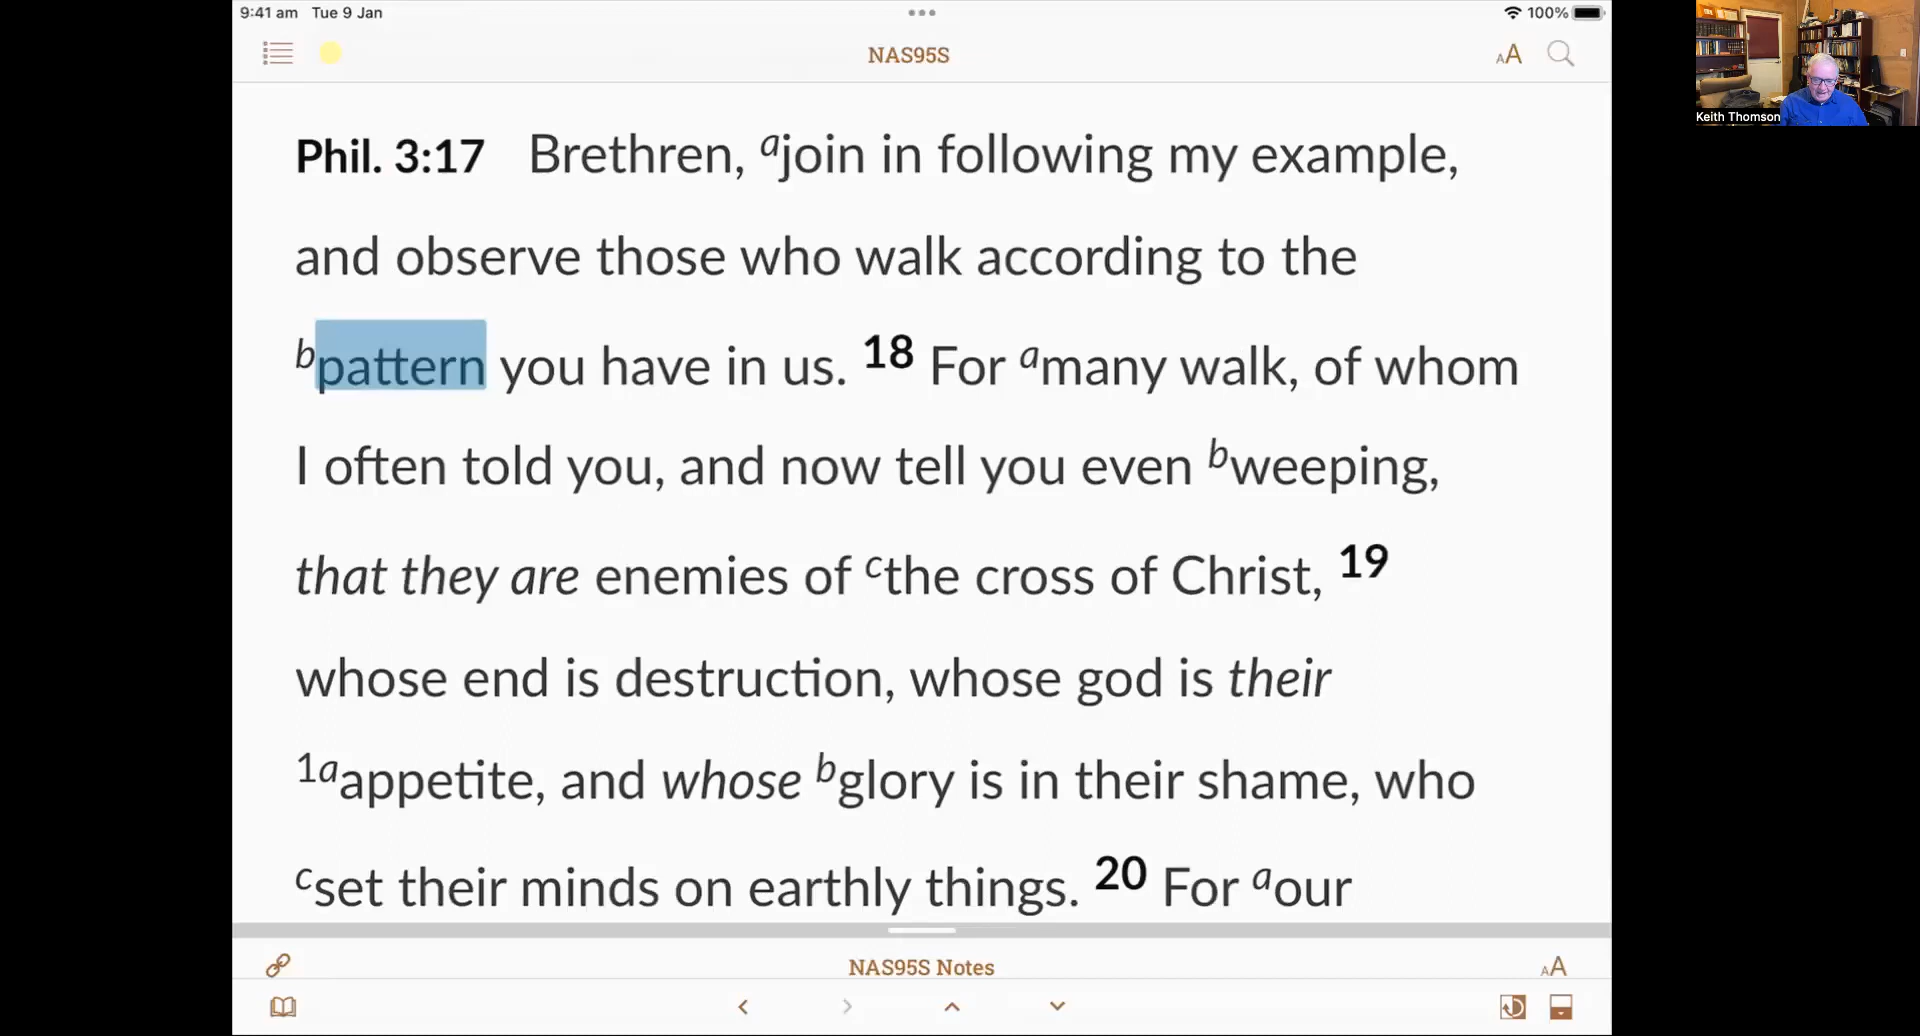 9:41 am Tue 9 Jan
100%
NAS95S
AA
Keith Thomson
Phil. 3:17 Brethren, ajoin in following my example,
and observe those who walk according to the
bpattern you have in us. 18 For amany walk, of whom
I often told you, and now tell you even bweeping,
that they are enemies of cthe cross of Christ, 19
whose end is destruction, whose god is their
1aappetite, and whose bglory is in their shame, who
cset their minds on earthly things. 20 For aour
NAS95S Notes
AA